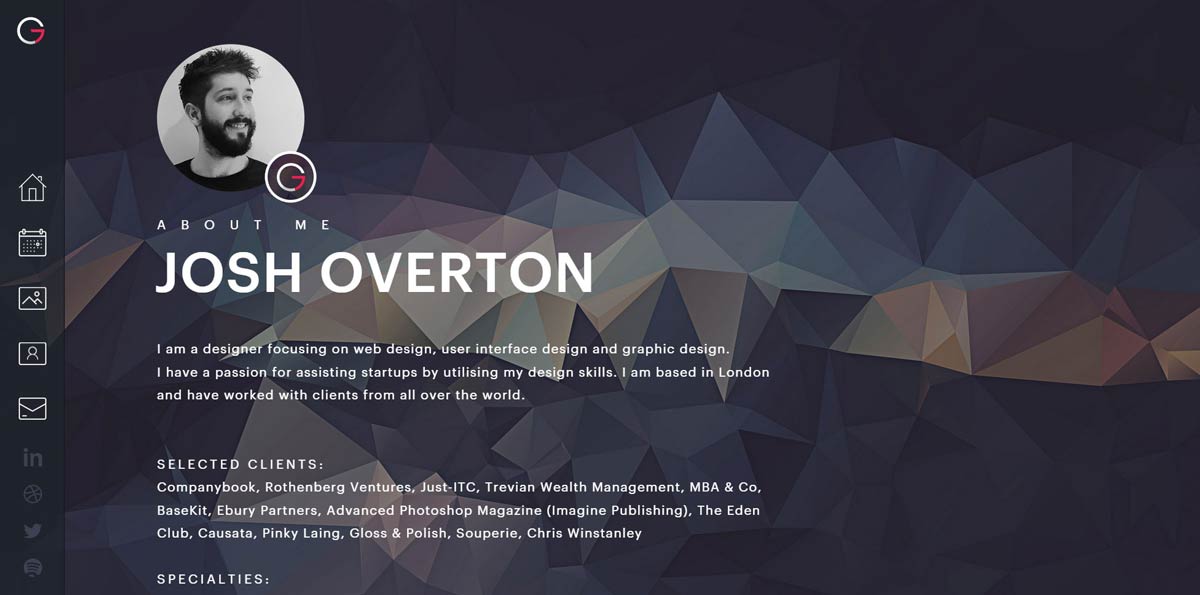 ABOUT ME
JOSH OVERTON
I am a designer focusing on web design, user interface design and graphic design.
I have a passion for assisting startups by utilising my design skills. I am based in London
and have worked with clients from all over the world.
SELECTED CLIENTS:
Companybook, Rothenberg Ventures, Just-ITC, Trevian Wealth Management, MBA & Co,
BaseKit, Ebury Partners, Advanced Photoshop Magazine (Imagine Publishing), The Eden
Club, Causata, Pinky Laing, Gloss & Polish, Souperie, Chris Winstanley
SPECIALTIES:
in